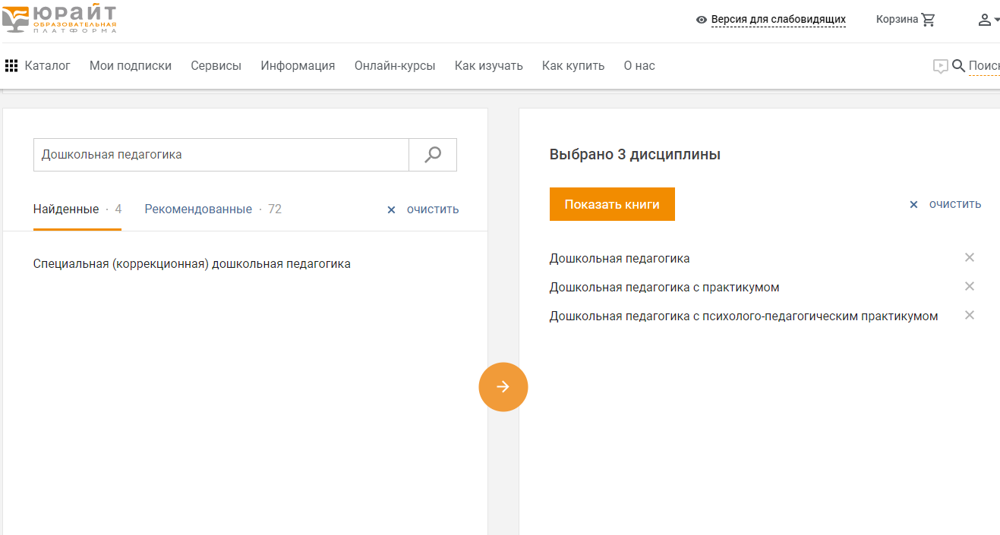 юрайт
ОБРАЗОВАТЕЛЬНАЯ
ПЛАТФОРМА
Версия для слабовидящих
Корзина
Каталог
Мои подписки
Сервисы
Информация
Онлайн-курсы
Как изучать
Как купить
О нас
Поиск
Дошкольная педагогика
Найденные · 4
Рекомендованные · 72
× очистить
Специальная (коррекционная) дошкольная педагогика
Выбрано 3 дисциплины
Показать книги
× очистить
Дошкольная педагогика
Дошкольная педагогика с практикумом
Дошкольная педагогика с психолого-педагогическим практикумом